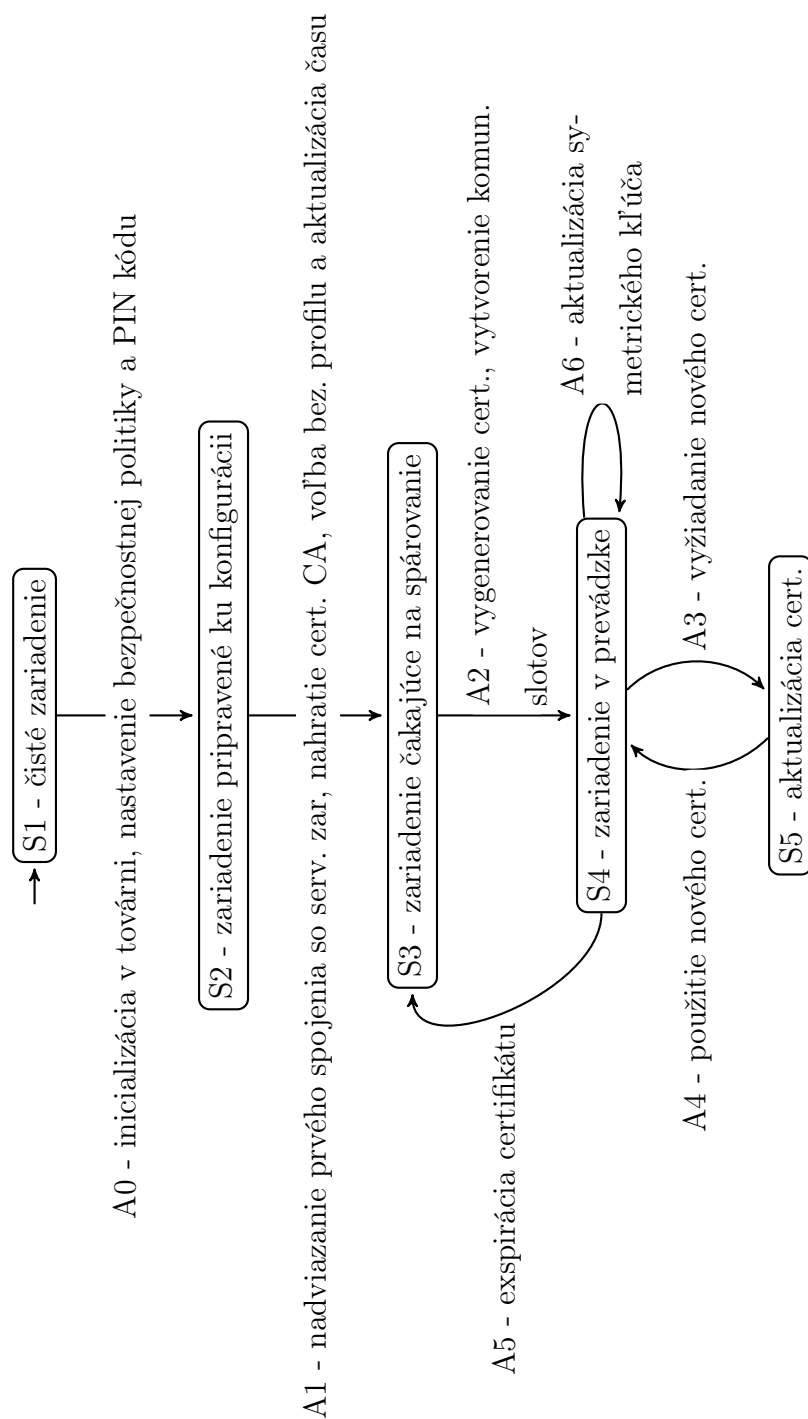 S1 - čisté zariadenie
A0 - inicializácia v továrni, nastavenie bezpečnostnej politiky a PIN kódu
S2 - zariadenie pripravené ku konfigurácii
A1 - nadviazanie prvého spojenia so serv. zar, nahratie cert. CA, voľba bez. profilu a aktualizácia času
S3 - zariadenie čakajúce na spárovanie
A5 - exspirácia certifikátu
A2 - vygenerovanie cert., vytvorenie komun.
slotov
S4 - zariadenie v prevádzke
A6 - aktualizácia sy-
metrického kľúča
A4 - použitie nového cert.
A3 - vyžiadanie nového cert.
S5 - aktualizácia cert.